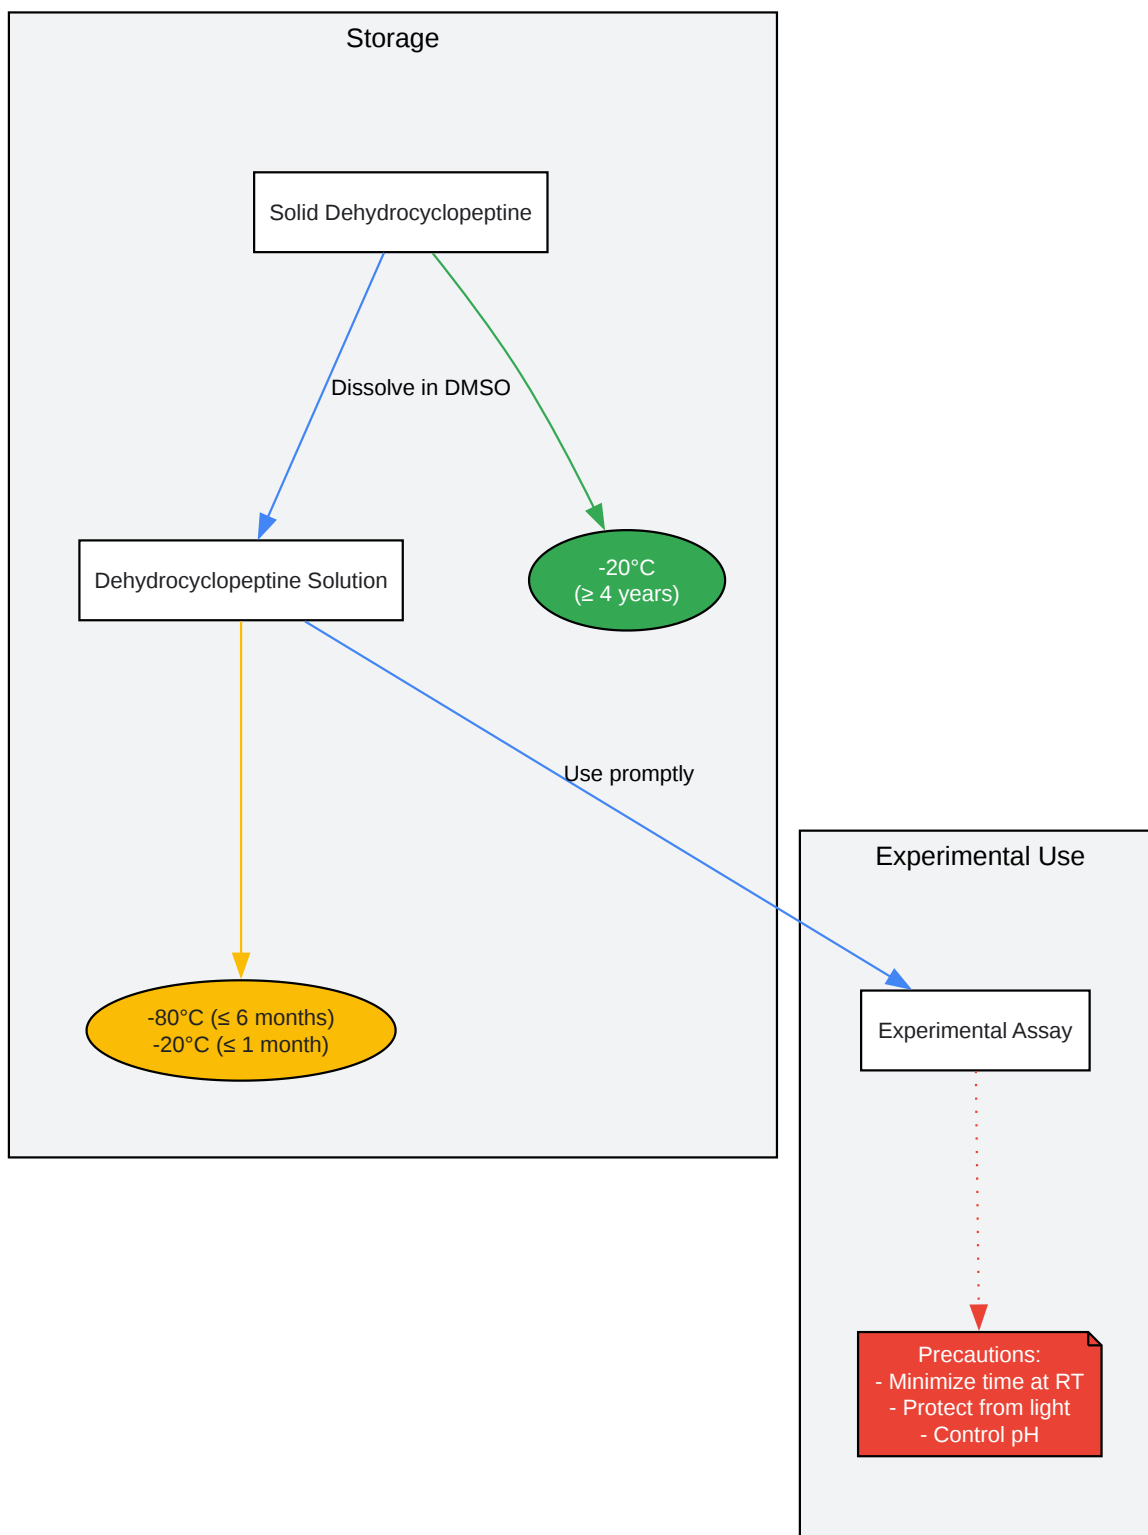 Storage
Solid Dehydrocyclopeptine
Dissolve in DMSO
Dehydrocyclopeptine Solution
-20°C
(≥ 4 years)
Use promptly
Experimental Use
-80°C (≤ 6 months)
-20°C (≤ 1 month)
Experimental Assay
Precautions:
- Minimize time at RT
- Protect from light
- Control pH